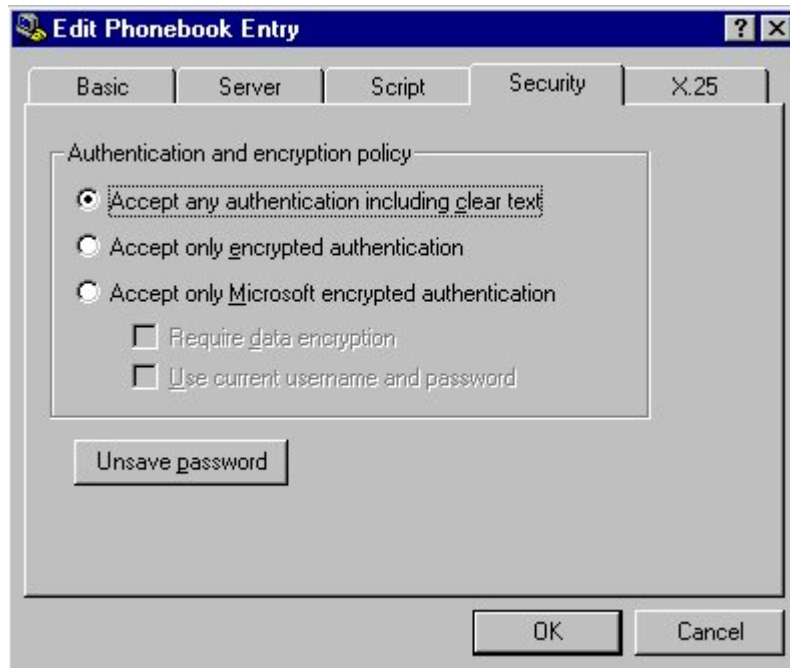 Edit Phonebook Entry
Basic Server Script Security X.25
Authentication and encryption policy
Accept any authentication including clear text
Accept only encrypted authentication
Accept only Microsoft encrypted authentication
Require data encryption
Use current username and password
Unsave password
OK Cancel